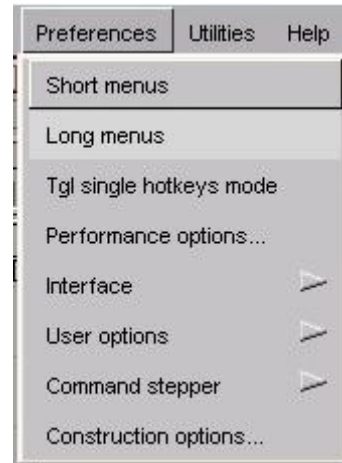 Preferences Utilities Help
Short menus
Long menus
Tgl single hotkeys mode
Performance options...
Interface
User options
Command stepper
Construction options...